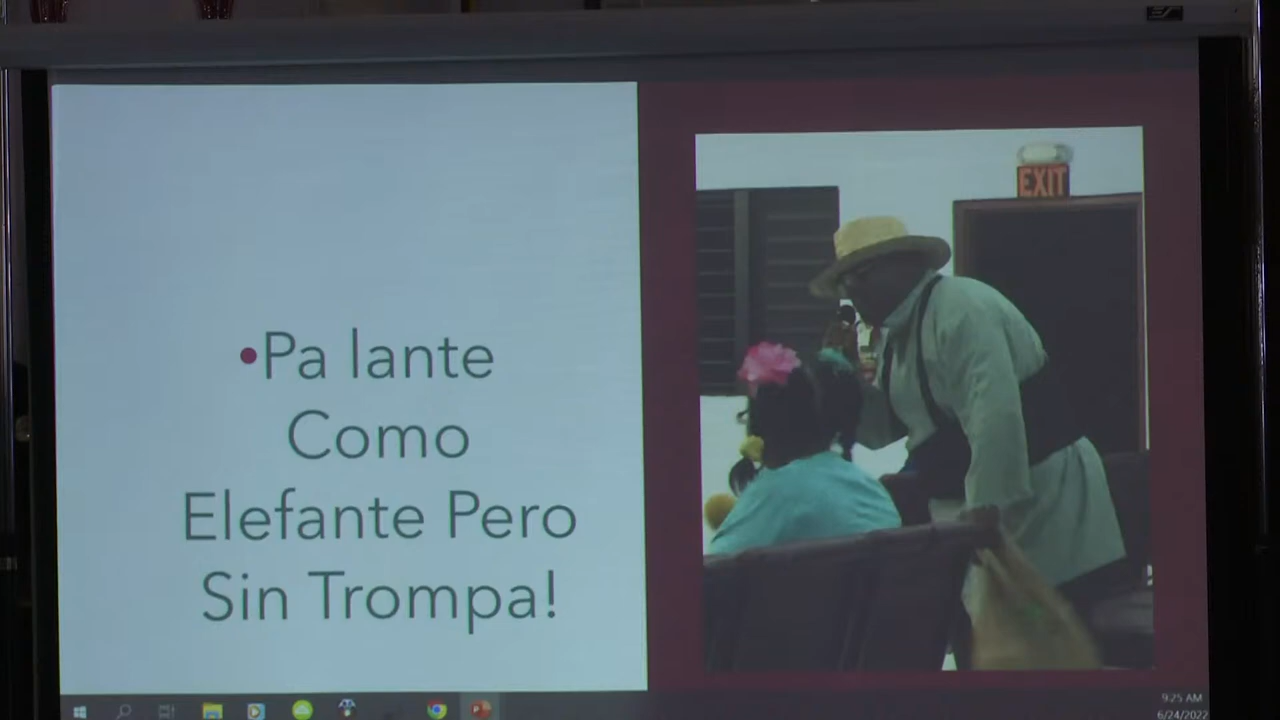 •Pa lante
Como
Elefante Pero
Sin Trompa!
EXIT
9:25 AM
6/24/2022